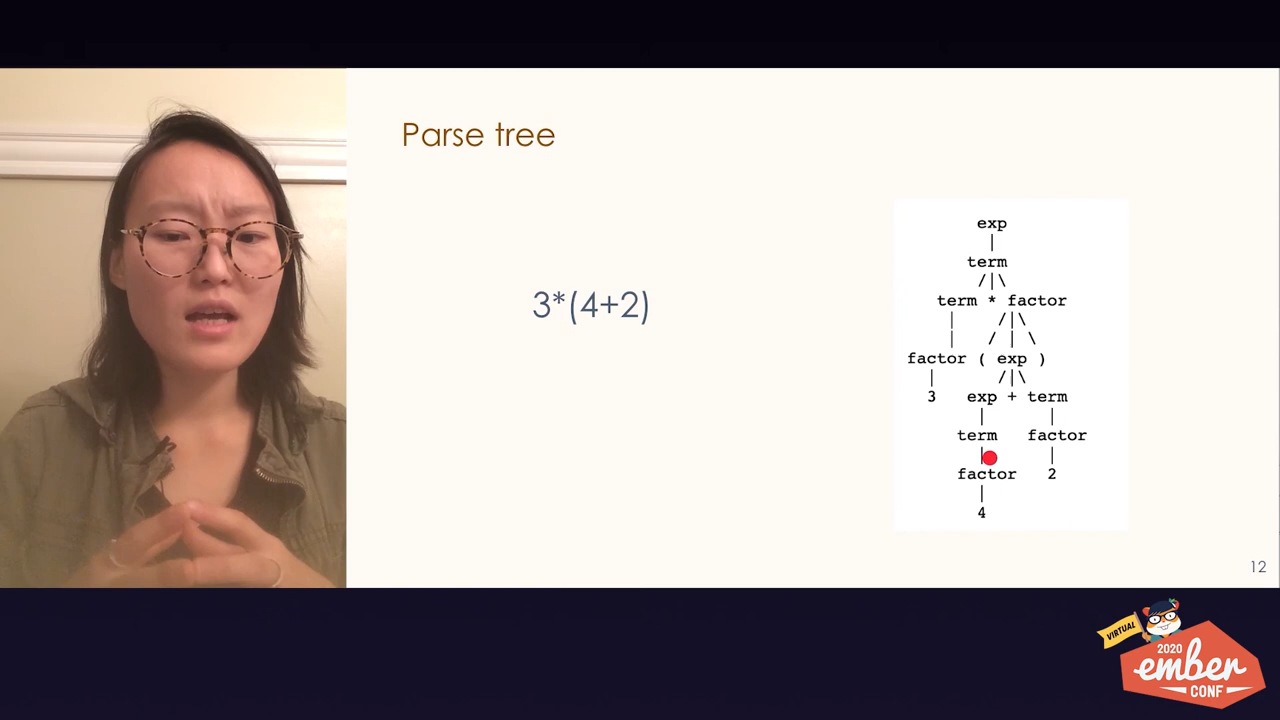 Parse tree
3*(4+2)
exp
|
term
/|\
term * factor
| /|\
| / | \
factor ( exp )
| /|\
3 exp + term
| |
term factor
| |
factor 2
|
4
12
VIRTUAL
2020
ember
CONF